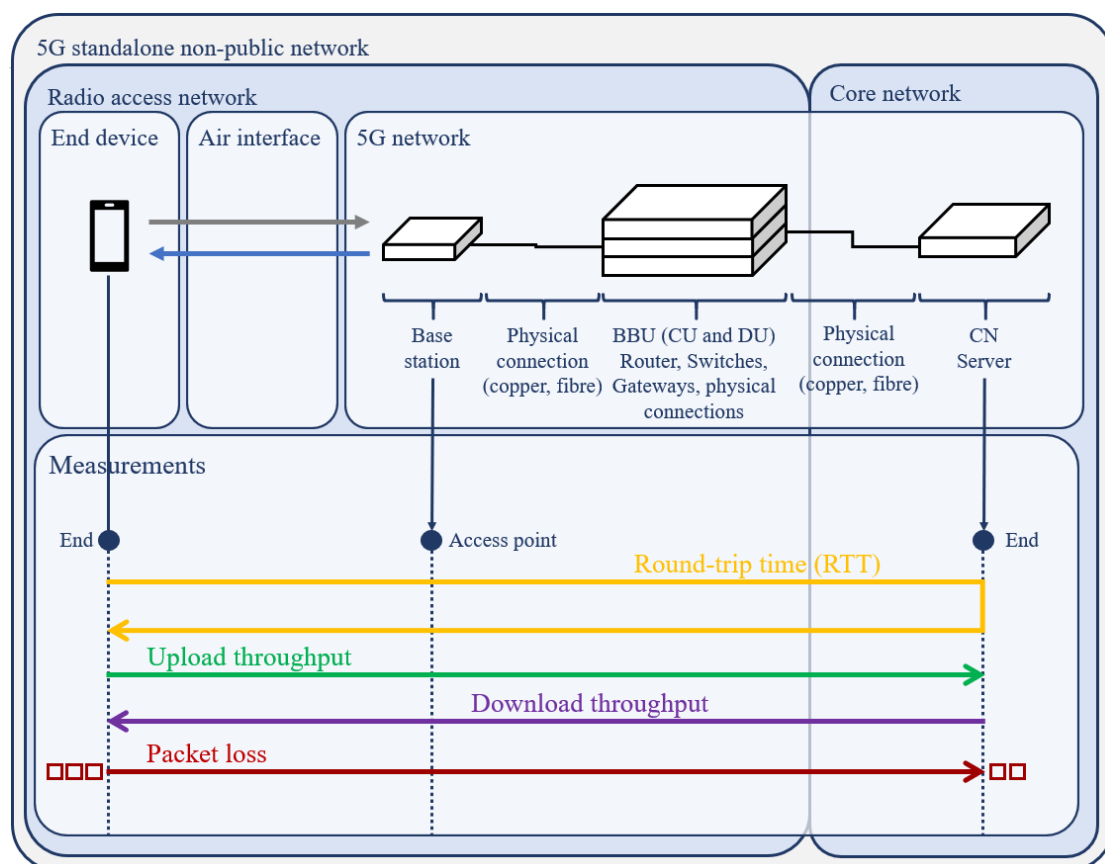 5G standalone non-public network
Radio access network
Core network
End device
Air interface
5G network
Base
station
Physical
connection
(copper, fibre)
BBU (CU and DU)
Router, Switches,
Gateways, physical
connections
Physical
connection
(copper, fibre)
CN
Server
Measurements
End
Access point
End
Round-trip time (RTT)
Upload throughput
Download throughput
Packet loss